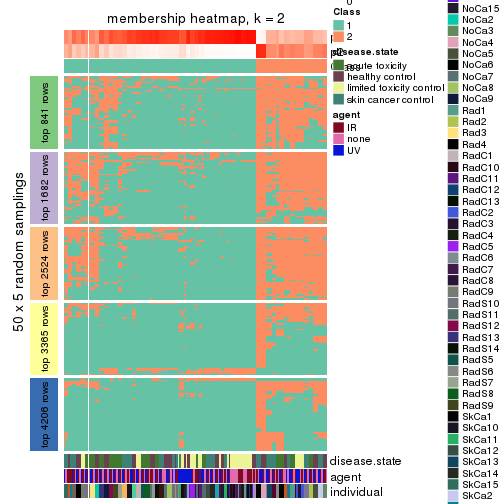 membership heatmap, k = 2
50 x 5 random samplings
top 841 rows
top 1682 rows
top 2524 rows
top 3365 rows
top 4206 rows
disease.state
agent
individual
0
Class
1
2
disease.state
acute toxicity
healthy control
limited toxicity control
skin cancer control
agent
IR
none
UV
NoCa15
NoCa2
NoCa3
NoCa4
NoCa5
NoCa6
NoCa7
NoCa8
NoCa9
Rad1
Rad2
Rad3
Rad4
RadC1
RadC10
RadC11
RadC12
RadC13
RadC2
RadC3
RadC4
RadC5
RadC6
RadC7
RadC8
RadC9
RadS10
RadS11
RadS12
RadS13
RadS14
RadS5
RadS6
RadS7
RadS8
RadS9
SkCa1
SkCa10
SkCa11
SkCa12
SkCa13
SkCa14
SkCa15
SkCa2